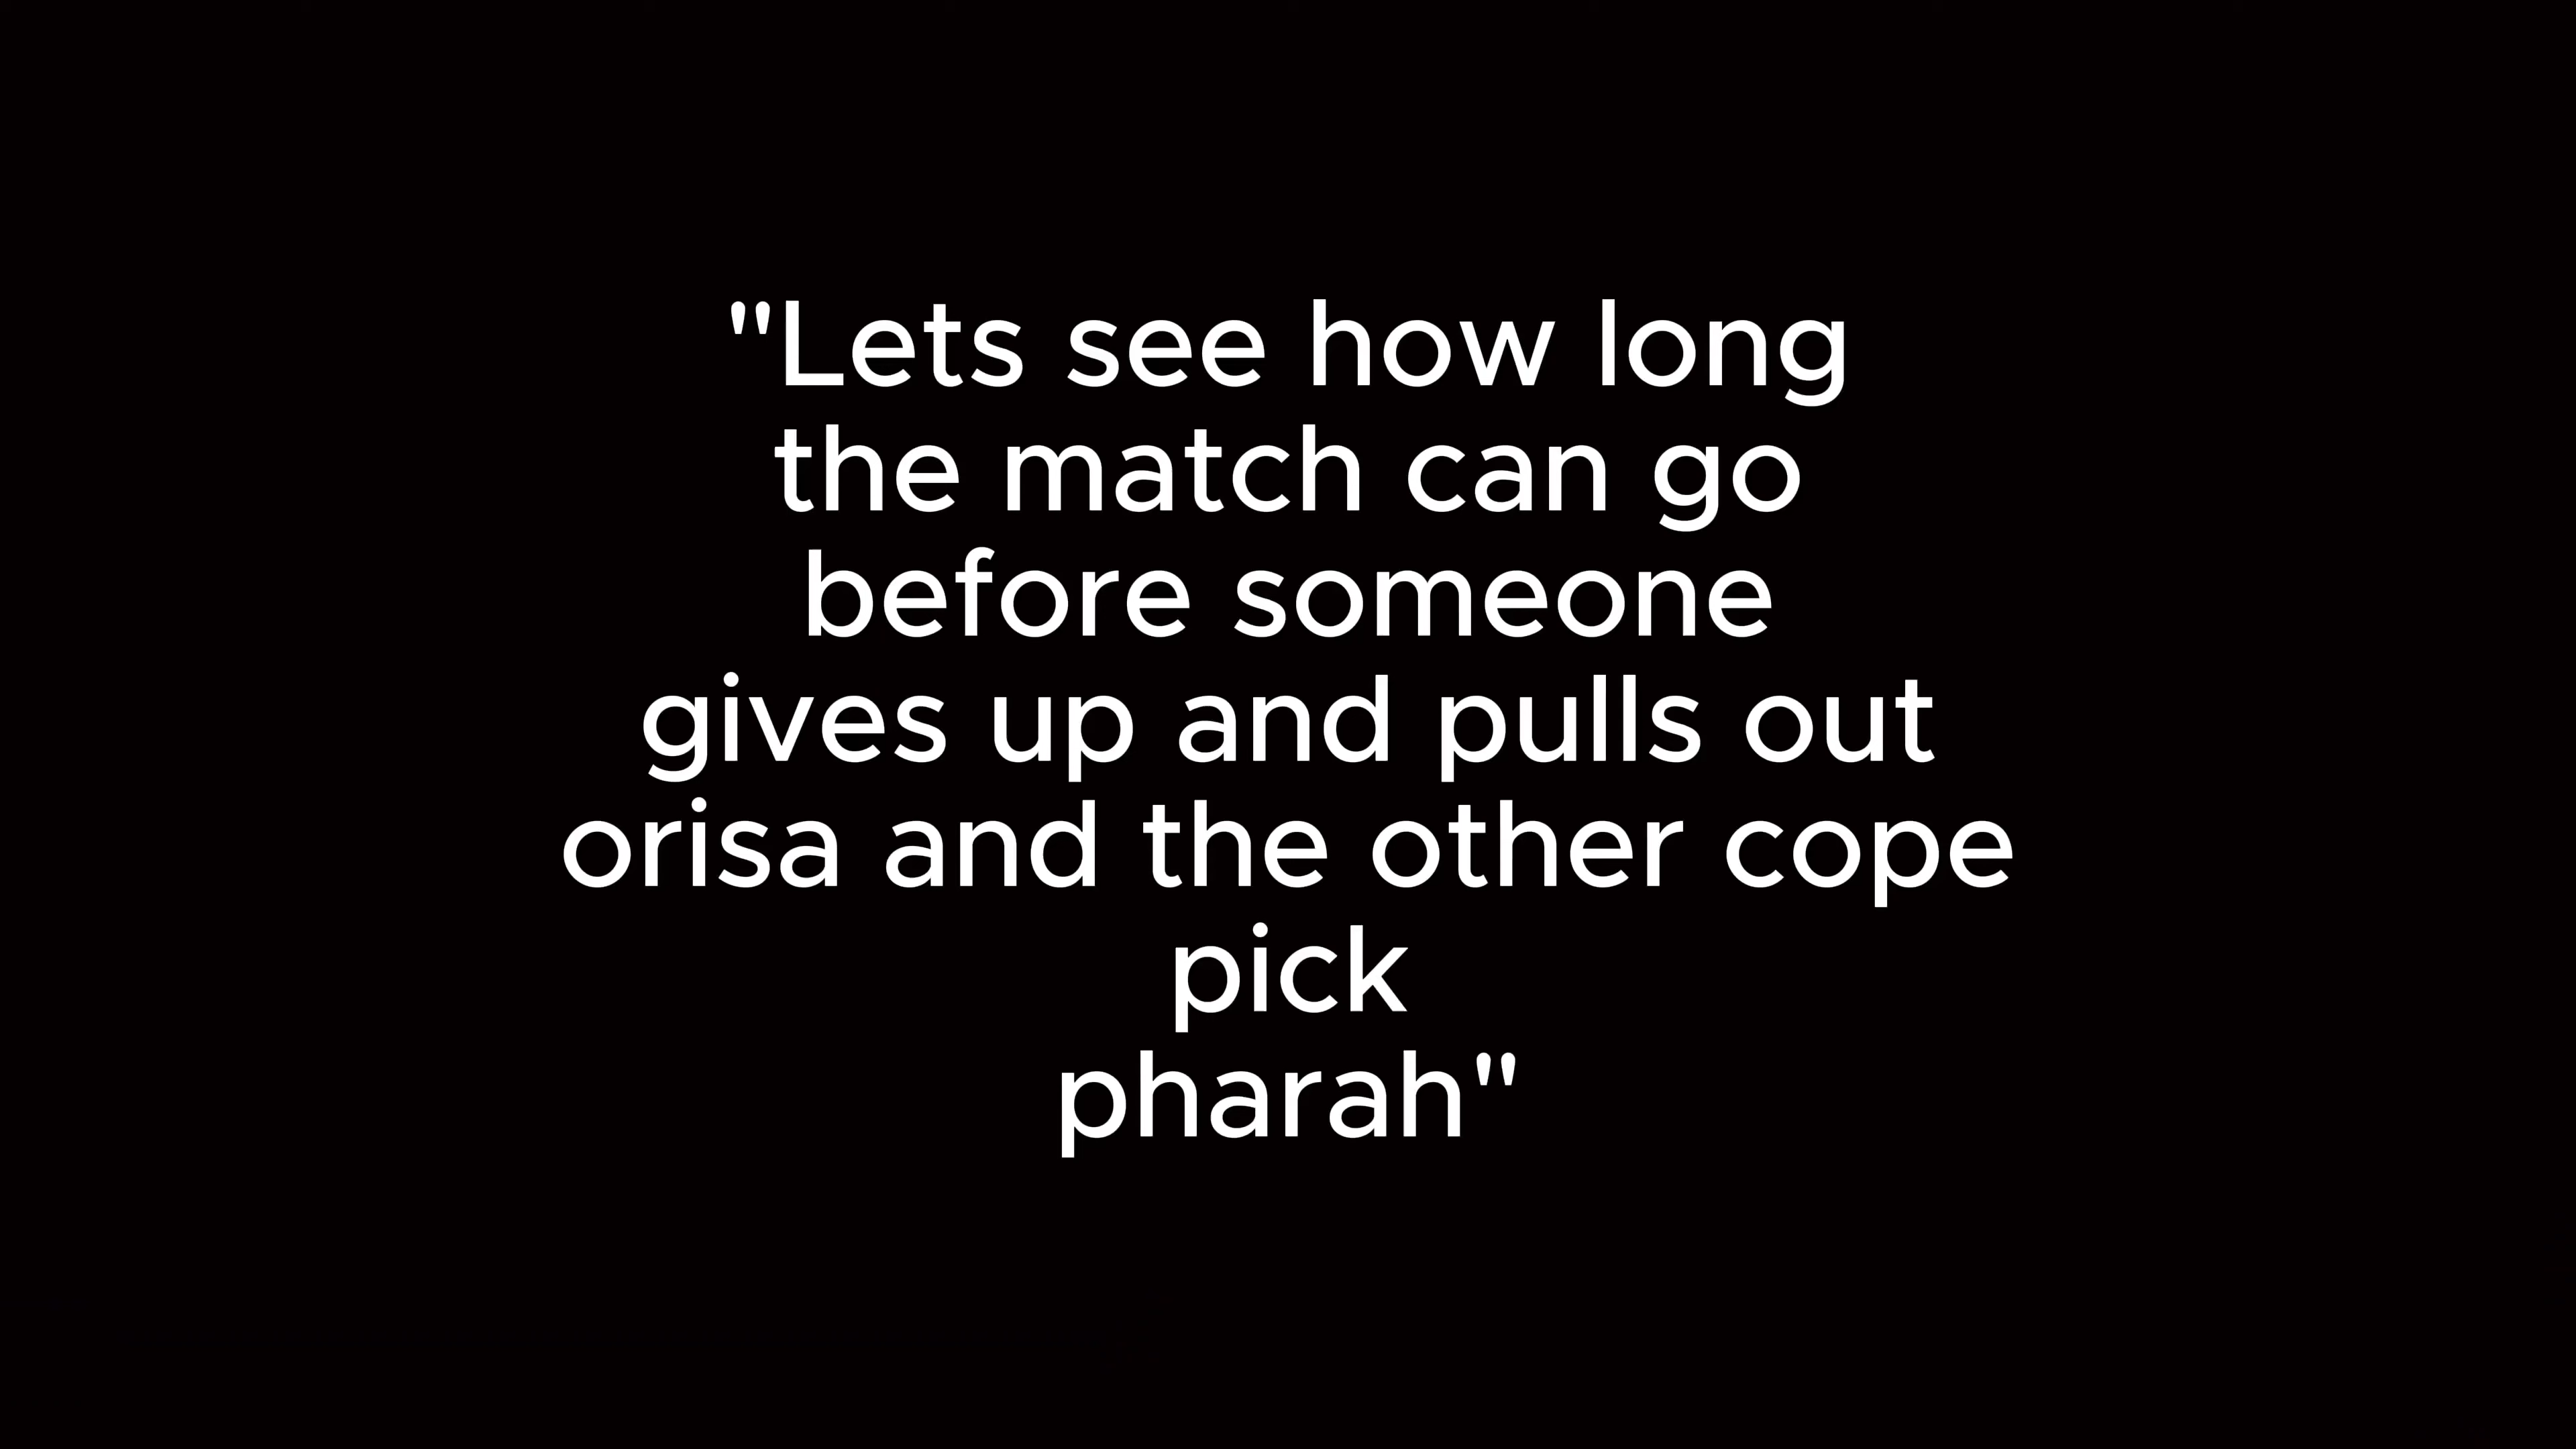 "Lets see how long
the match can go
before someone
gives up and pulls out
orisa and the other cope
pick
pharah"